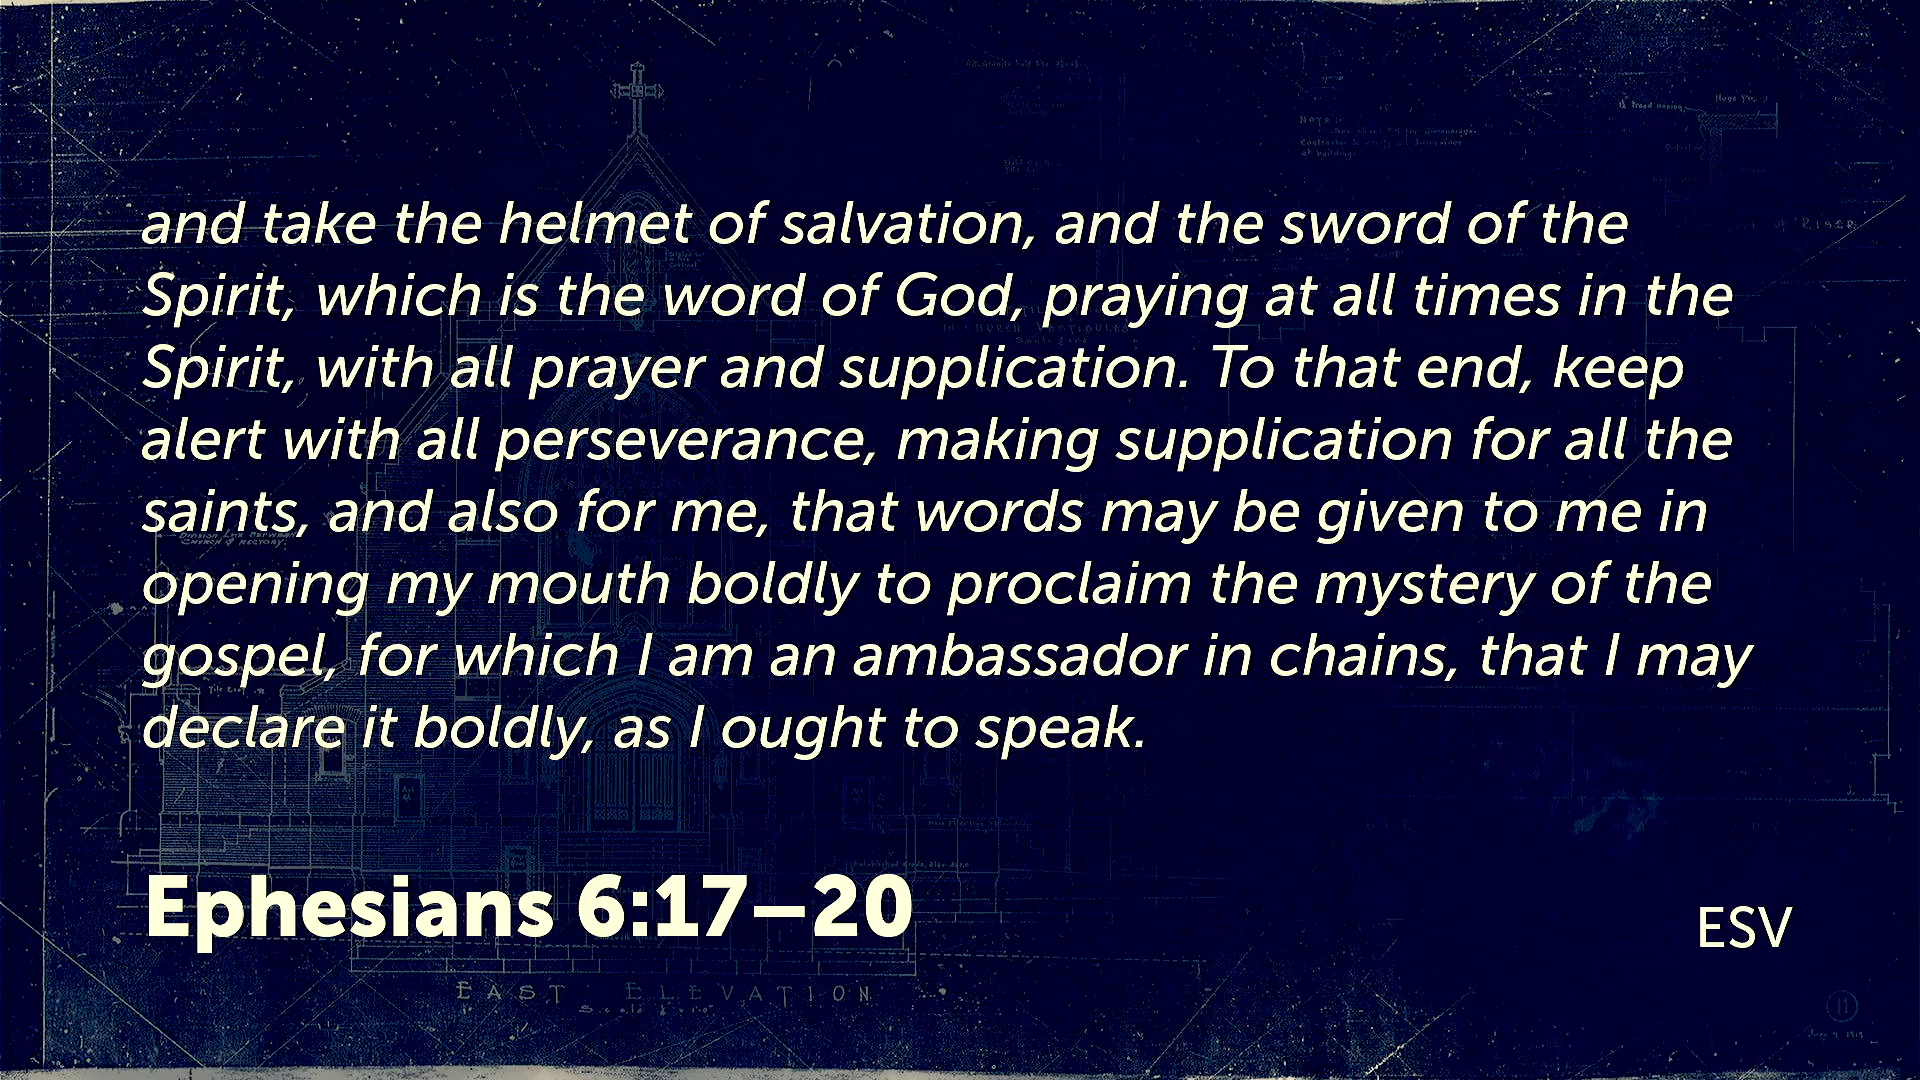 and take the helmet of salvation, and the sword of the
Spirit, which is the word of God, praying at all times in the
Spirit, with all prayer and supplication. To that end, keep
alert with all perseverance, making supplication for all the
saints, and also for me, that words may be given to me in
opening my mouth boldly to proclaim the mystery of the
gospel, for which I am an ambassador in chains, that I may
declare it boldly, as I ought to speak.
Ephesians 6:17–20
ESV
EAST ELEVATION